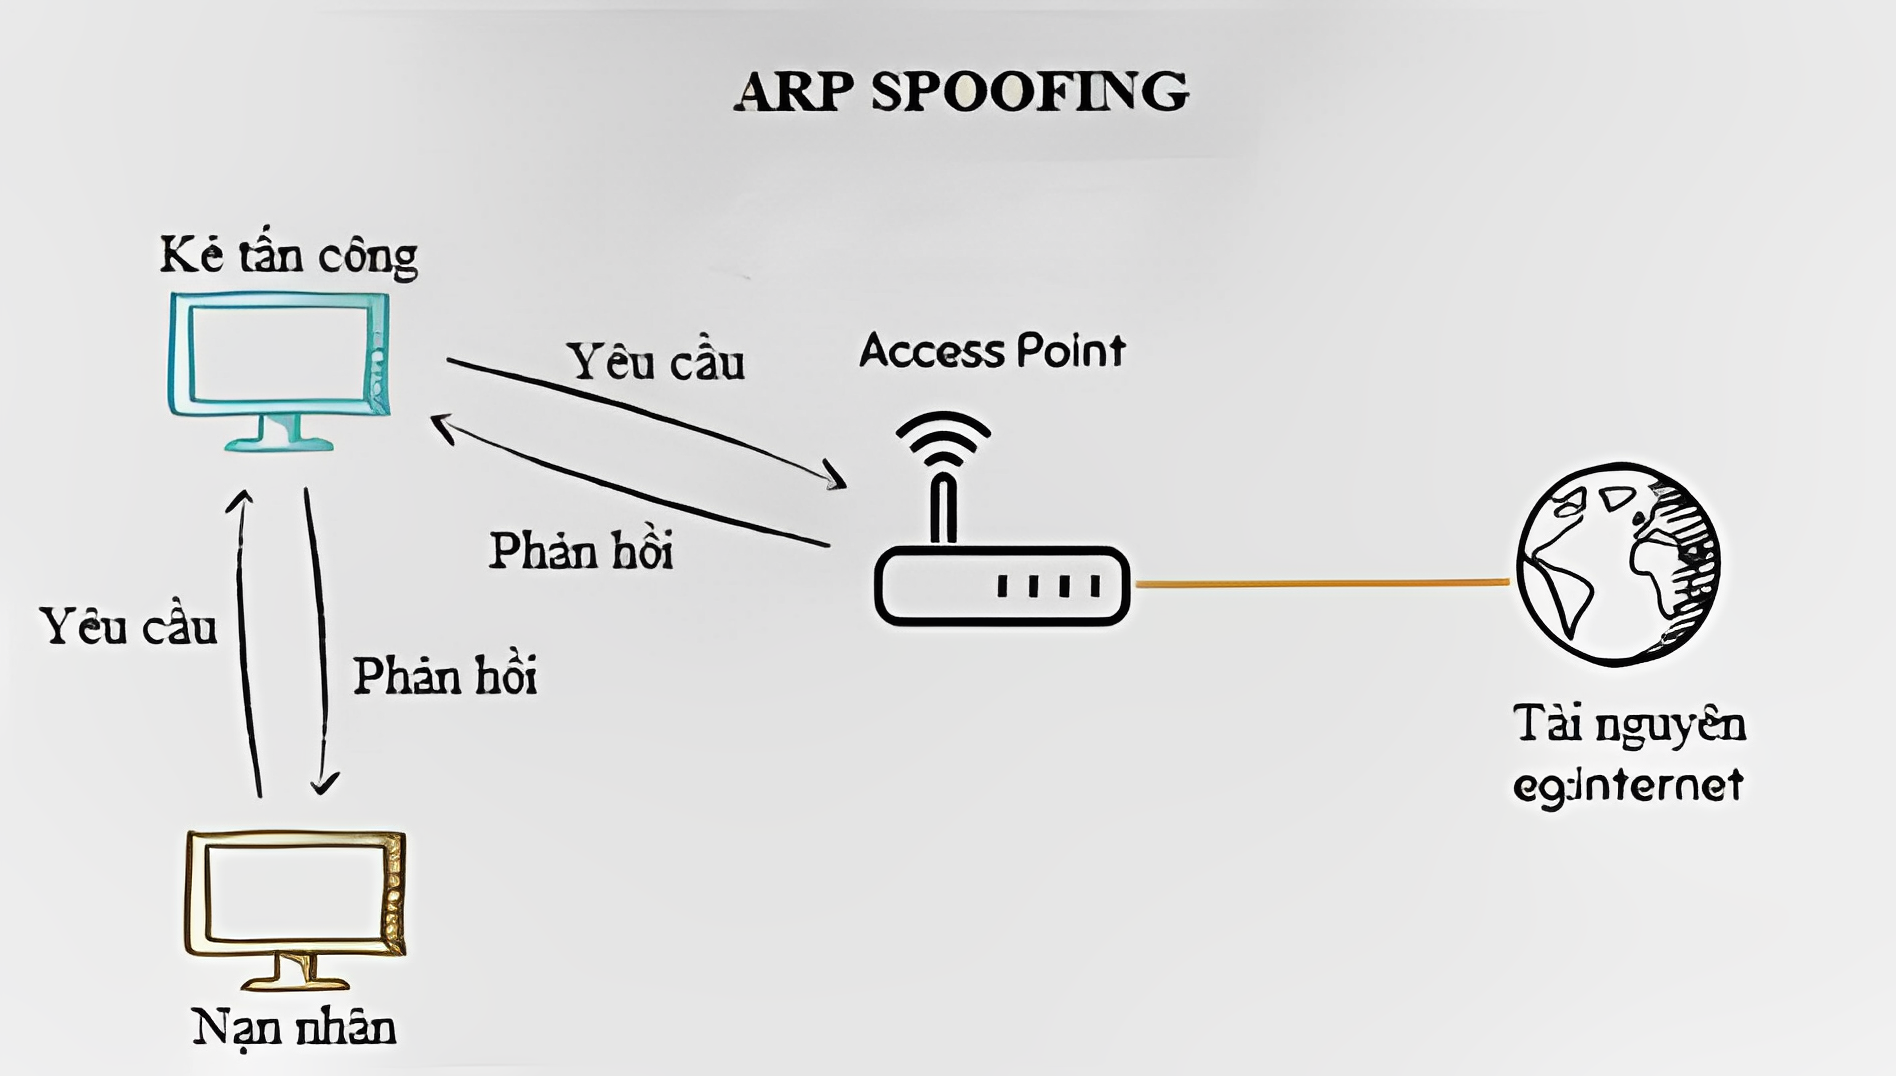 ARP SPOOFING
Kẻ tấn công
Yêu cầu
Access Point
Phản hồi
Yêu cầu
Phản hồi
Tài nguyên
eg:internet
Nạn nhân